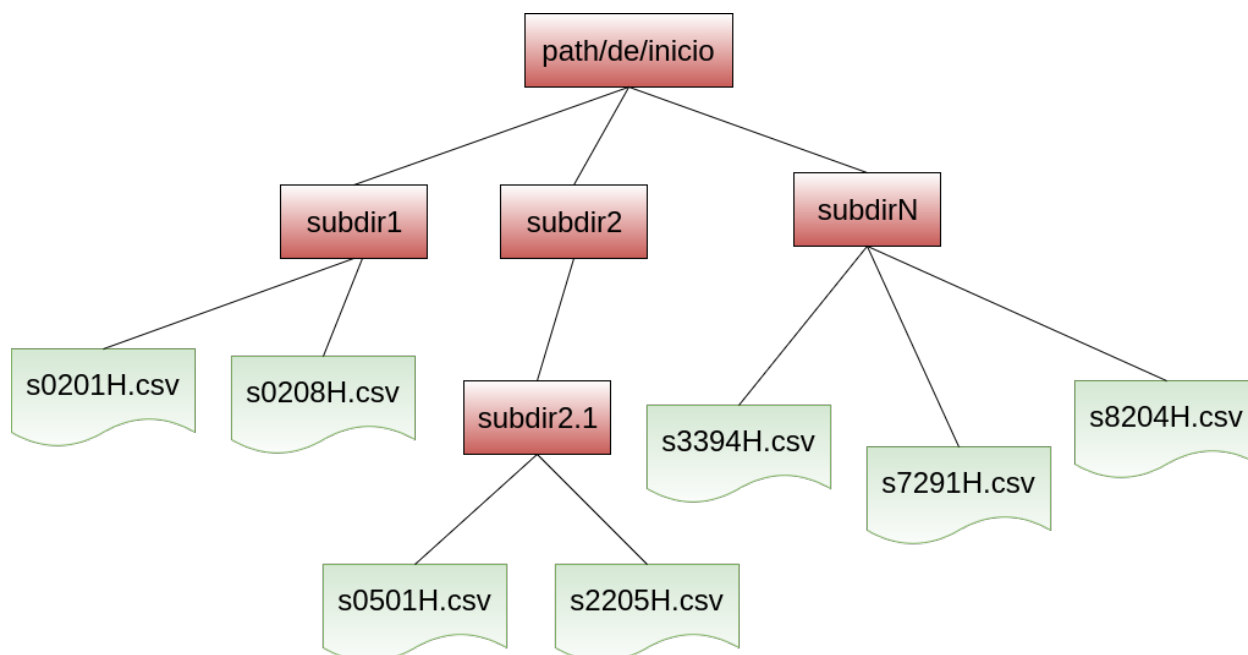 path/de/inicio
subdir1
subdir2
subdirN
s0201H.csv
s0208H.csv
subdir2.1
s3394H.csv
s7291H.csv
s8204H.csv
s0501H.csv
s2205H.csv